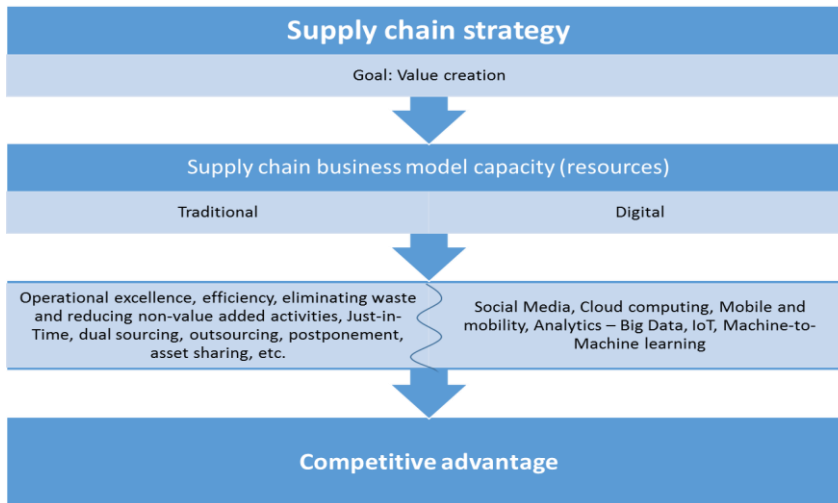 Supply chain strategy
Goal: Value creation
Supply chain business model capacity (resources)
Traditional
Digital
Operational excellence, efficiency, eliminating waste
and reducing non-value added activities, Just-in-
Time, dual sourcing, outsourcing, postponement,
asset sharing, etc.
Social Media, Cloud computing, Mobile and
mobility, Analytics – Big Data, IoT, Machine-to-
Machine learning
Competitive advantage